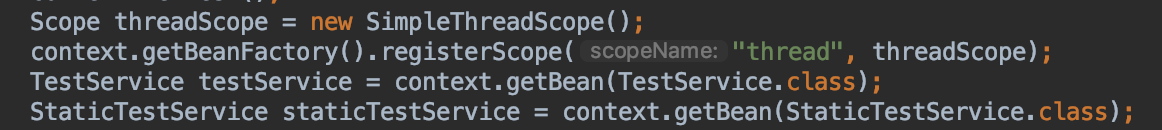 Scope threadScope = new SimpleThreadScope();
context.getBeanFactory().registerScope( scopeName: "thread", threadScope);
TestService testService = context.getBean(TestService.class);
StaticTestService staticTestService = context.getBean(StaticTestService.class);